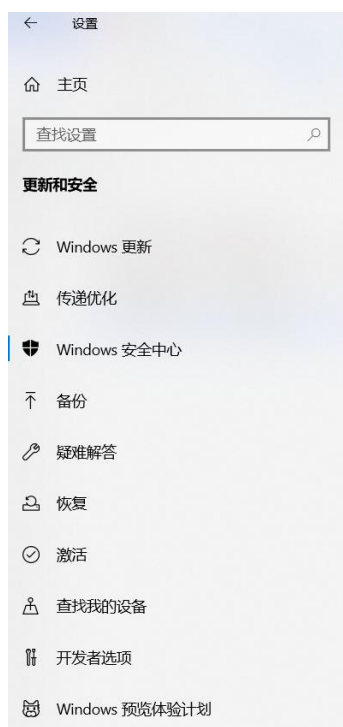 设置
主页
查找设置
更新和安全
Windows 更新
传递优化
Windows 安全中心
备份
疑难解答
恢复
激活
查找我的设备
开发者选项
Windows 预览体验计划